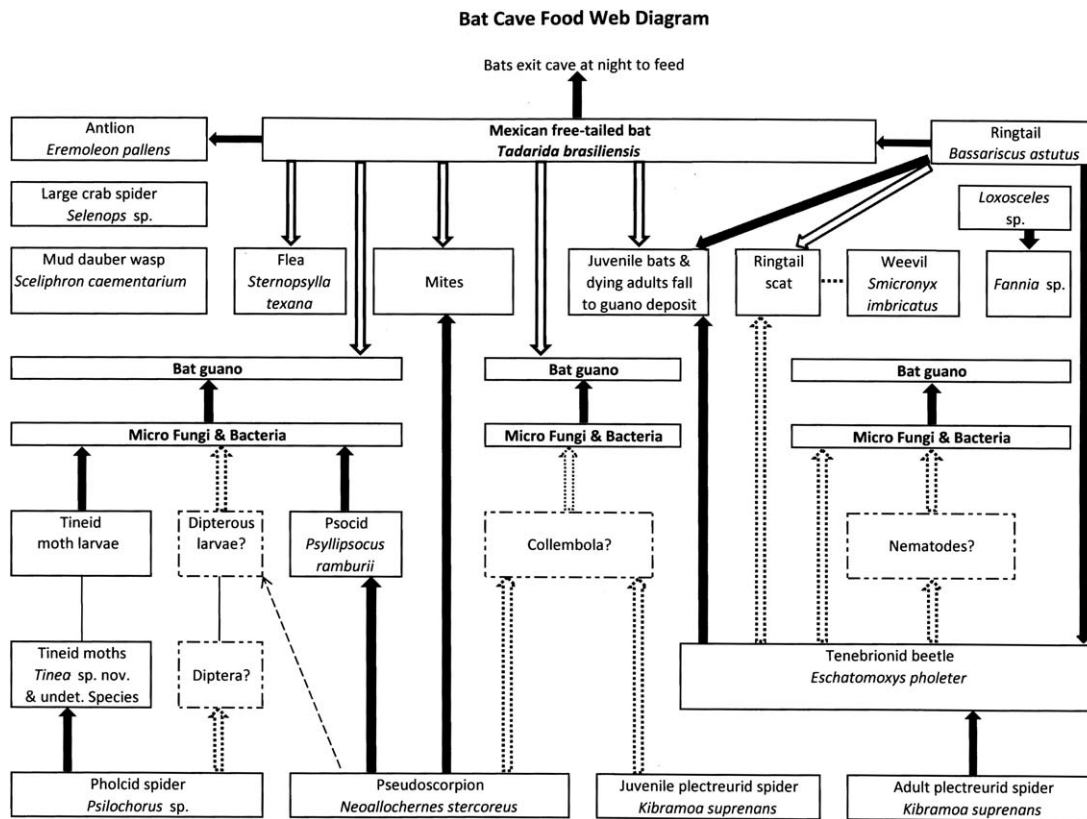 Bat Cave Food Web Diagram
Bats exit cave at night to feed
Antlion
Eremoleon pallens
Mexican free-tailed bat
Tadarida brasiliensis
Ringtail
Bassariscus astutus
Large crab spider
Selenops sp.
Loxosceles
sp.
Mud dauber wasp
Sceliphron caementarium
Flea
Sternopsylla
texana
Mites
Juvenile bats &
dying adults fall
to guano deposit
Ringtail
scat
Weevil
Smicronyx
imbricatus
Fannia sp.
Bat guano
Bat guano
Bat guano
Micro Fungi & Bacteria
Micro Fungi & Bacteria
Micro Fungi & Bacteria
Tineid
moth larvae
Dipterous
larvae?
Psocid
Psyllipsocus
ramburii
Collembola?
Nematodes?
Tineid moths
Tinea sp. nov.
& undet. Species
Diptera?
Tenebrionid beetle
Eschatomoxys pholeter
Pholcid spider
Psilochorus sp.
Pseudoscorpion
Neoallochernes stercoreus
Juvenile plectreurid spider
Kibramoa suprenans
Adult plectreurid spider
Kibramoa suprenans